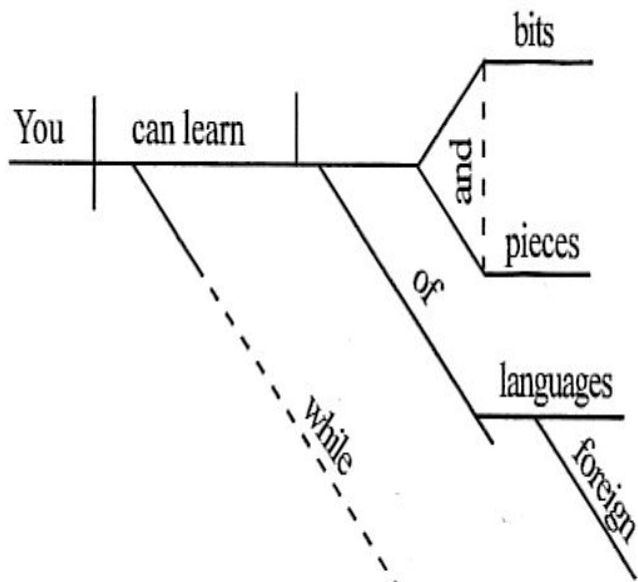 bits
You
can learn
and
pieces
of
languages
while
foreign